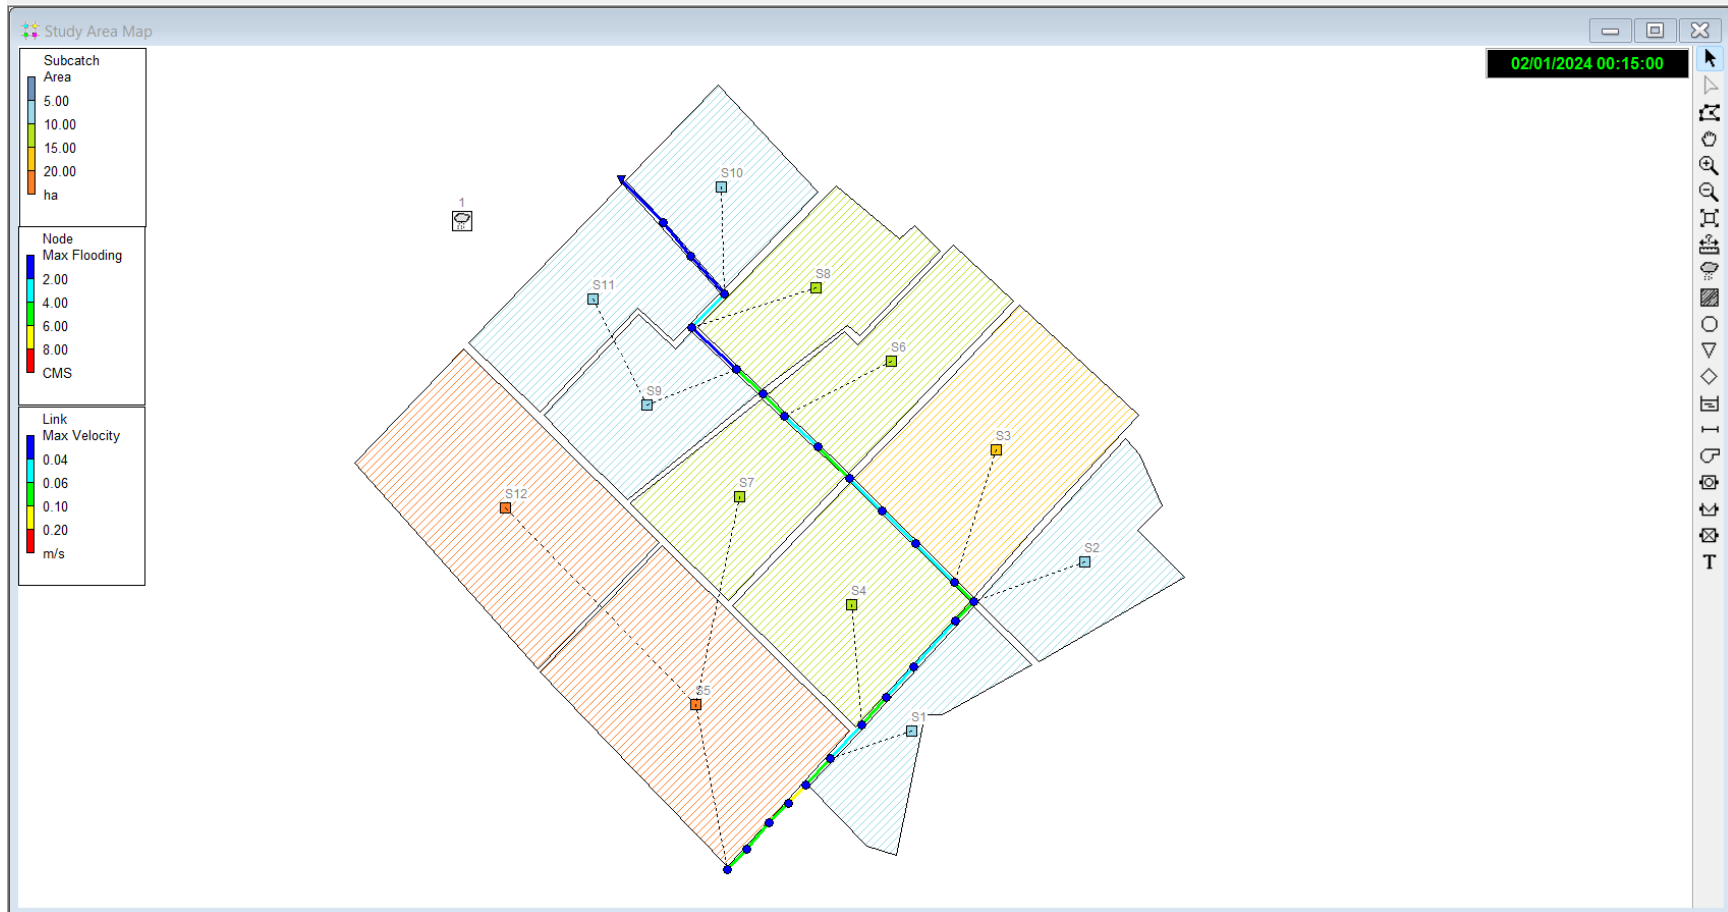 Study Area Map
02/01/2024 00:15:00
Subcatch
Area
5.00
10.00
15.00
20.00
ha
Node
Max Flooding
2.00
4.00
6.00
8.00
CMS
Link
Max Velocity
0.04
0.06
0.10
0.20
m/s
1
S10
S8
S11
S6
S9
S3
S7
S12
S2
S4
S5
S1
T